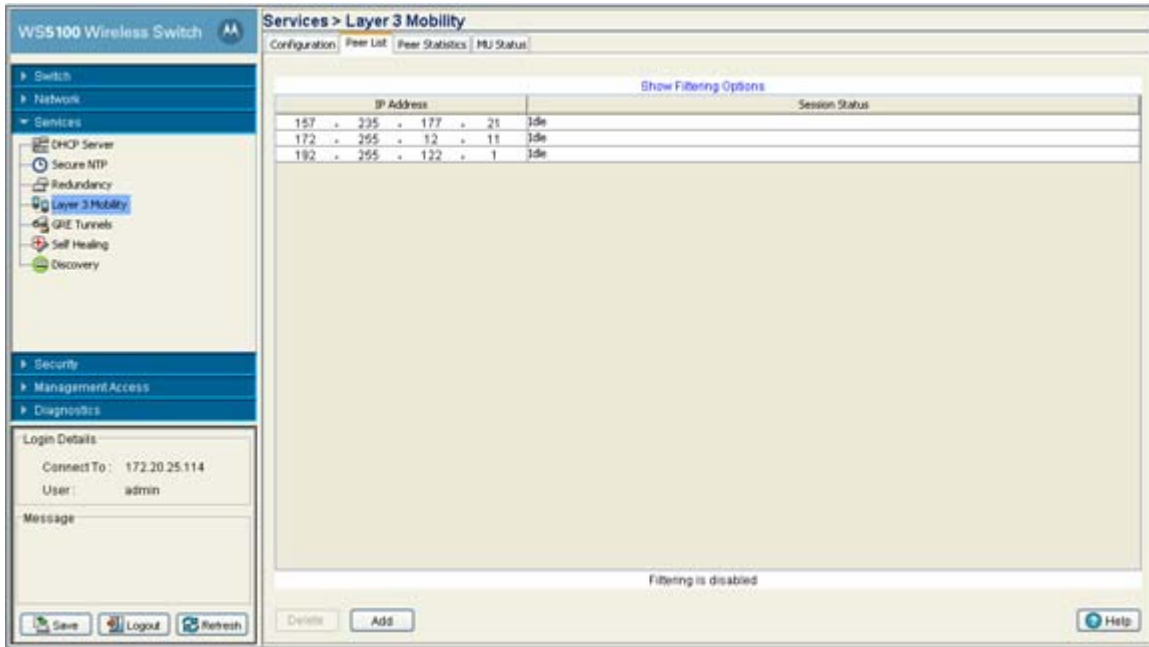 WS5100 Wireless Switch
Services > Layer 3 Mobility
Configuration Peer List Peer Statistics MU Status
Switch
Network
Services
DHCP Server
Secure NTP
Redundancy
Layer 3 Mobility
GRE Tunnels
Self Healing
Discovery
Security
Management Access
Diagnostics
Login Details
Connect To : 172.20.25.114
User : admin
Message
Save Logout Refresh
Show Filtering Options
IP Address Session Status
157 . 235 . 177 . 21 Idle
172 . 255 . 12 . 11 Idle
192 . 255 . 122 . 1 Idle
Filtering is disabled
Delete Add Help